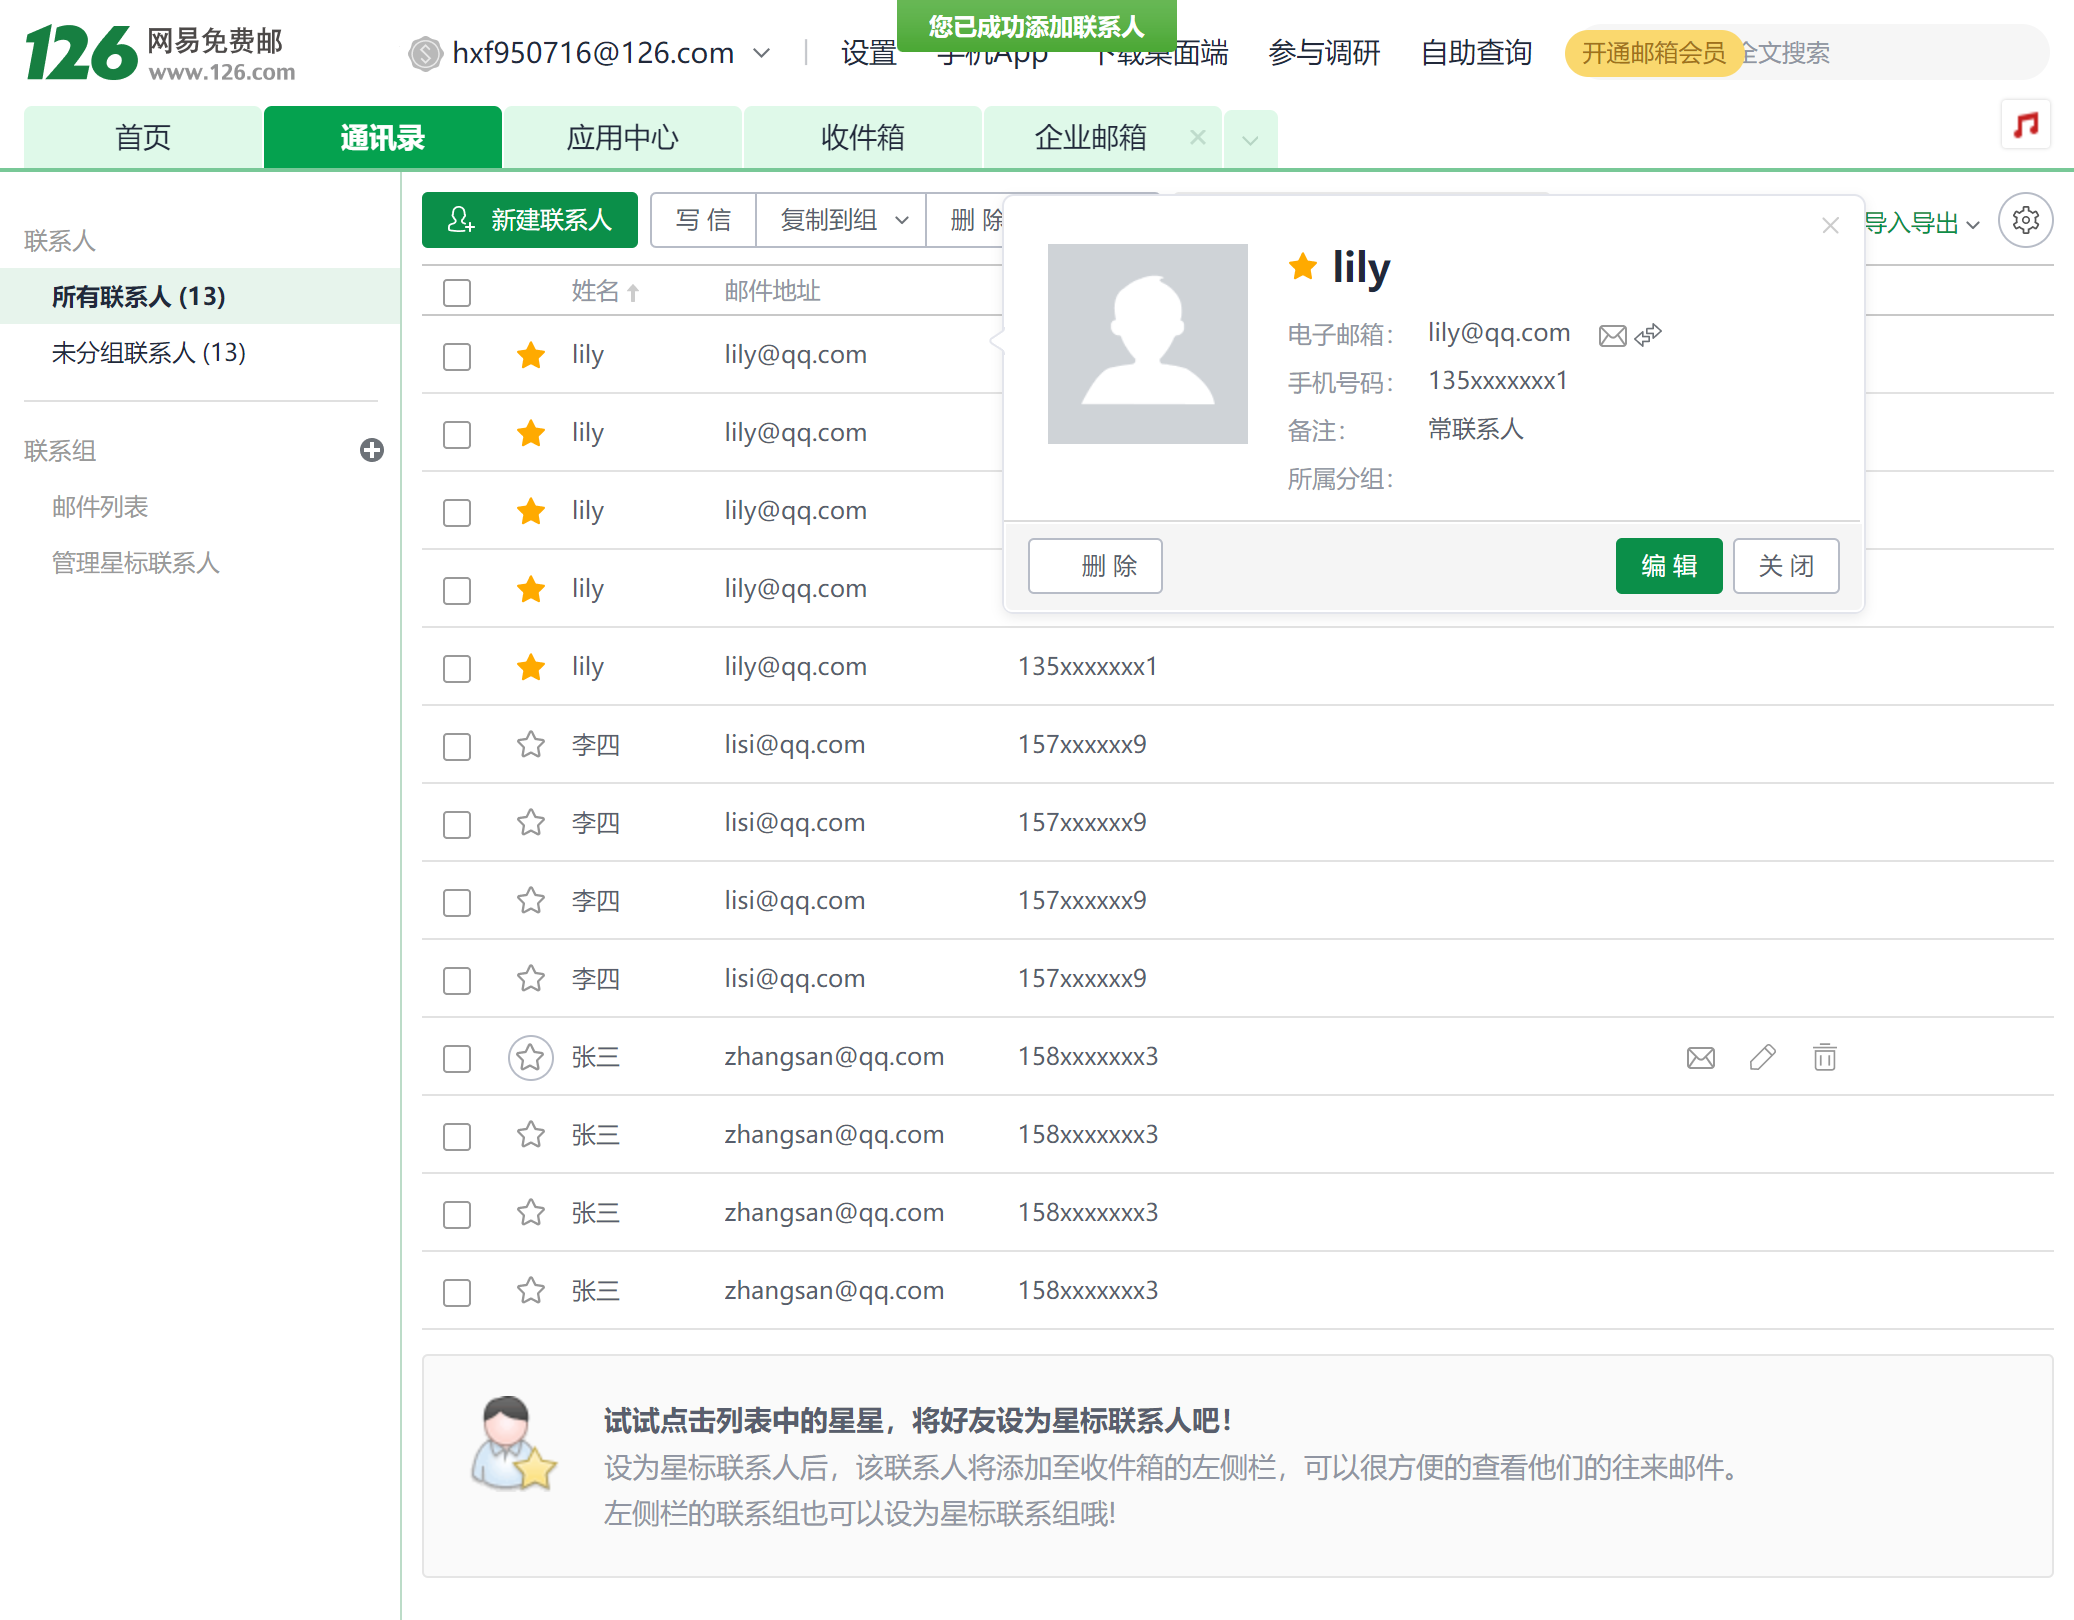 126 网易免费邮
www.126.com
hxf950716@126.com
您已成功添加联系人
设置 手机App 下载桌面端 参与调研 自助查询 开通邮箱会员 全文搜索
首页 通讯录 应用中心 收件箱 企业邮箱
联系人
所有联系人 (13)
未分组联系人 (13)
联系组
邮件列表
管理星标联系人
新建联系人 写 信 复制到组 删 除 导入导出
姓名 邮件地址
lily lily@qq.com
lily lily@qq.com
lily lily@qq.com
lily lily@qq.com
lily lily@qq.com 135xxxxxxx1
李四 lisi@qq.com 157xxxxxx9
李四 lisi@qq.com 157xxxxxx9
李四 lisi@qq.com 157xxxxxx9
李四 lisi@qq.com 157xxxxxx9
张三 zhangsan@qq.com 158xxxxxxx3
张三 zhangsan@qq.com 158xxxxxxx3
张三 zhangsan@qq.com 158xxxxxxx3
张三 zhangsan@qq.com 158xxxxxxx3
lily
电子邮箱： lily@qq.com
手机号码： 135xxxxxxx1
备注： 常联系人
所属分组：
删 除 编 辑 关 闭
试试点击列表中的星星，将好友设为星标联系人吧！
设为星标联系人后，该联系人将添加至收件箱的左侧栏，可以很方便的查看他们的往来邮件。
左侧栏的联系组也可以设为星标联系组哦!